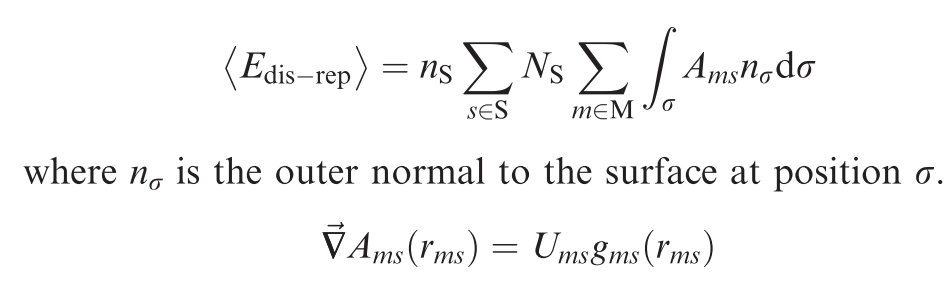 ⟨E_dis−rep⟩ = n_S ∑_{s∈S} N_S ∑_{m∈M} ∫_σ A_ms n_σ dσ
where n_σ is the outer normal to the surface at position σ.
∇⃗A_ms(r_ms) = U_ms g_ms(r_ms)